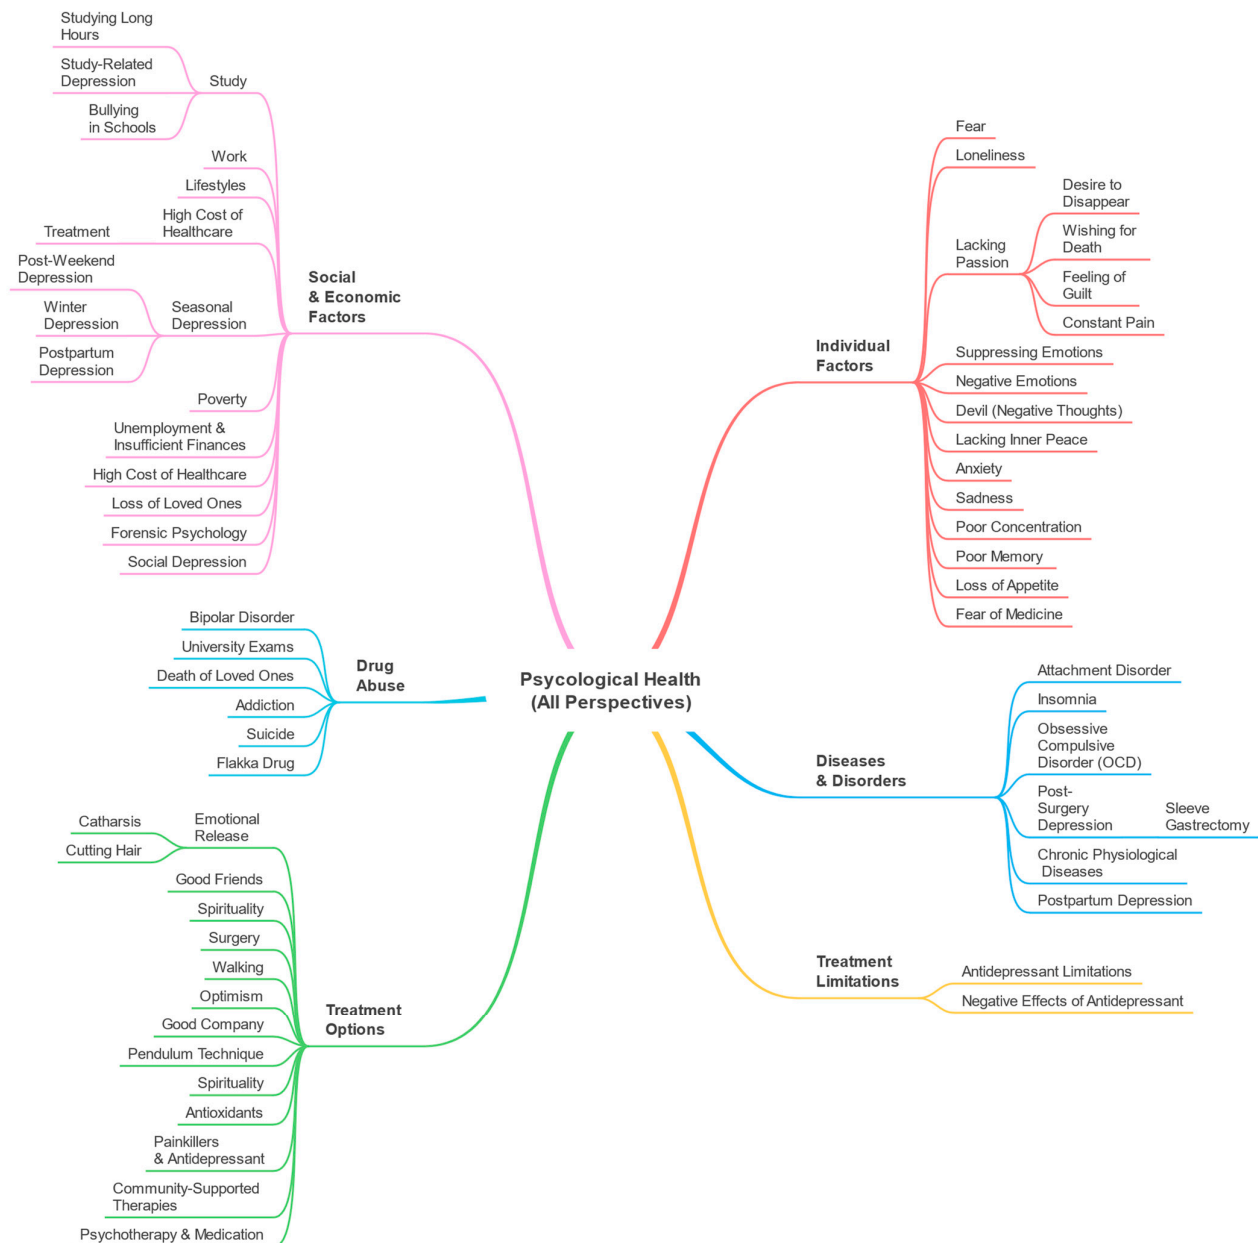 Studying Long
Hours
Study-Related
Depression
Bullying
in Schools
Study
Work
Lifestyles
High Cost of
Healthcare
Treatment
Post-Weekend
Depression
Winter
Depression
Postpartum
Depression
Seasonal
Depression
Poverty
Unemployment &
Insufficient Finances
High Cost of Healthcare
Loss of Loved Ones
Forensic Psychology
Social Depression
Social
& Economic
Factors
Bipolar Disorder
University Exams
Death of Loved Ones
Addiction
Suicide
Flakka Drug
Drug
Abuse
Catharsis
Cutting Hair
Emotional
Release
Good Friends
Spirituality
Surgery
Walking
Optimism
Good Company
Pendulum Technique
Spirituality
Antioxidants
Painkillers
& Antidepressant
Community-Supported
Therapies
Psychotherapy & Medication
Treatment
Options
Psycological Health
(All Perspectives)
Individual
Factors
Fear
Loneliness
Lacking
Passion
Desire to
Disappear
Wishing for
Death
Feeling of
Guilt
Constant Pain
Suppressing Emotions
Negative Emotions
Devil (Negative Thoughts)
Lacking Inner Peace
Anxiety
Sadness
Poor Concentration
Poor Memory
Loss of Appetite
Fear of Medicine
Diseases
& Disorders
Attachment Disorder
Insomnia
Obsessive
Compulsive
Disorder (OCD)
Post-
Surgery
Depression
Sleeve
Gastrectomy
Chronic Physiological
Diseases
Postpartum Depression
Treatment
Limitations
Antidepressant Limitations
Negative Effects of Antidepressant